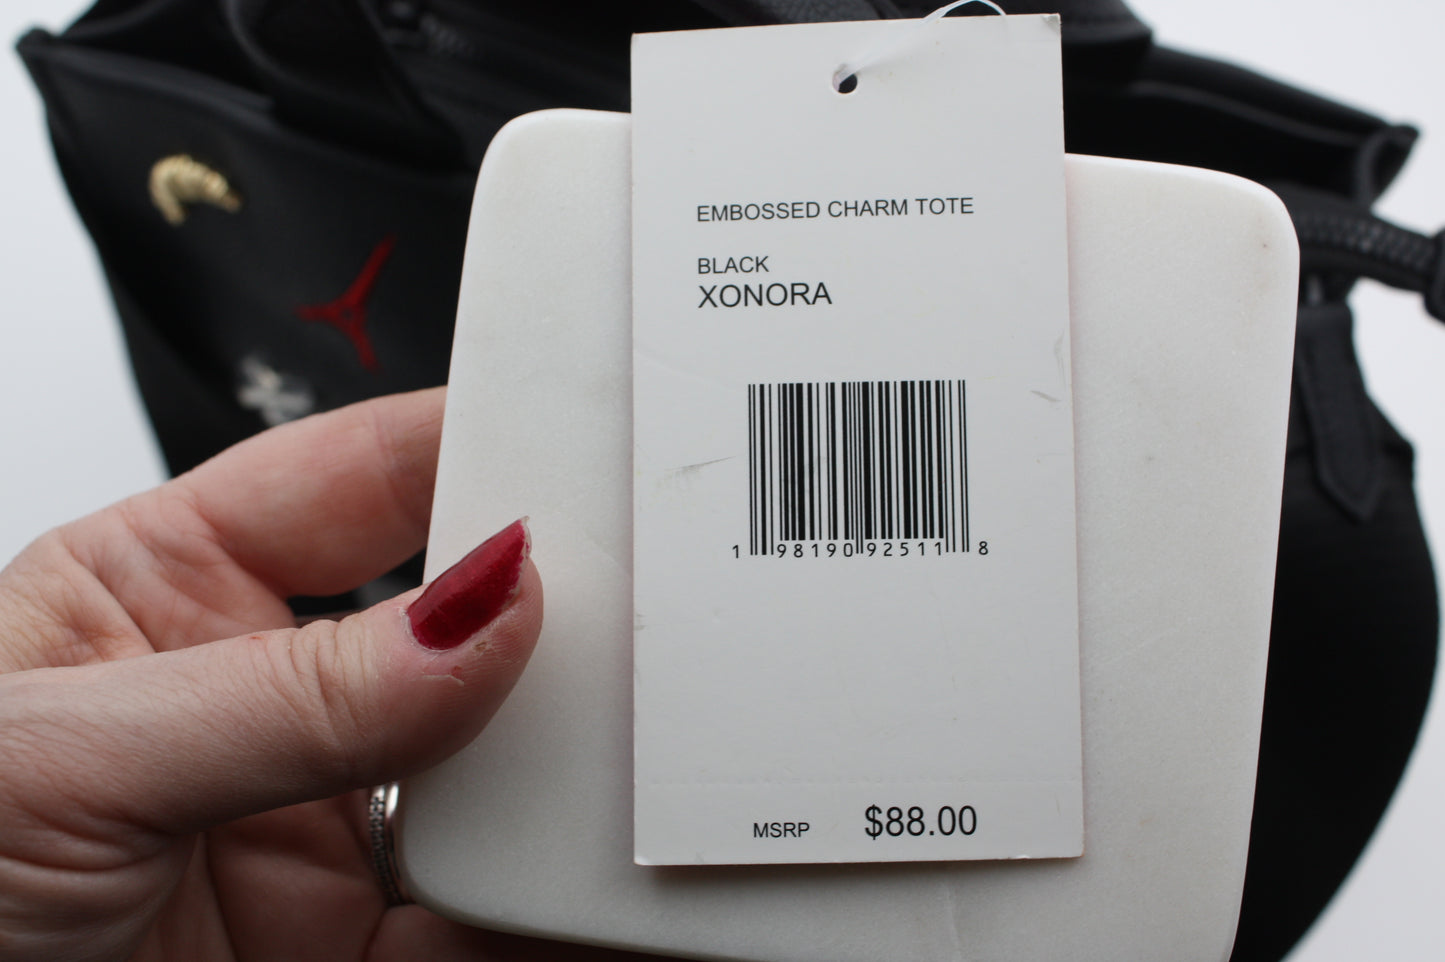 EMBOSSED CHARM TOTE
BLACK
XONORA
1 98190 92511 8
MSRP $88.00